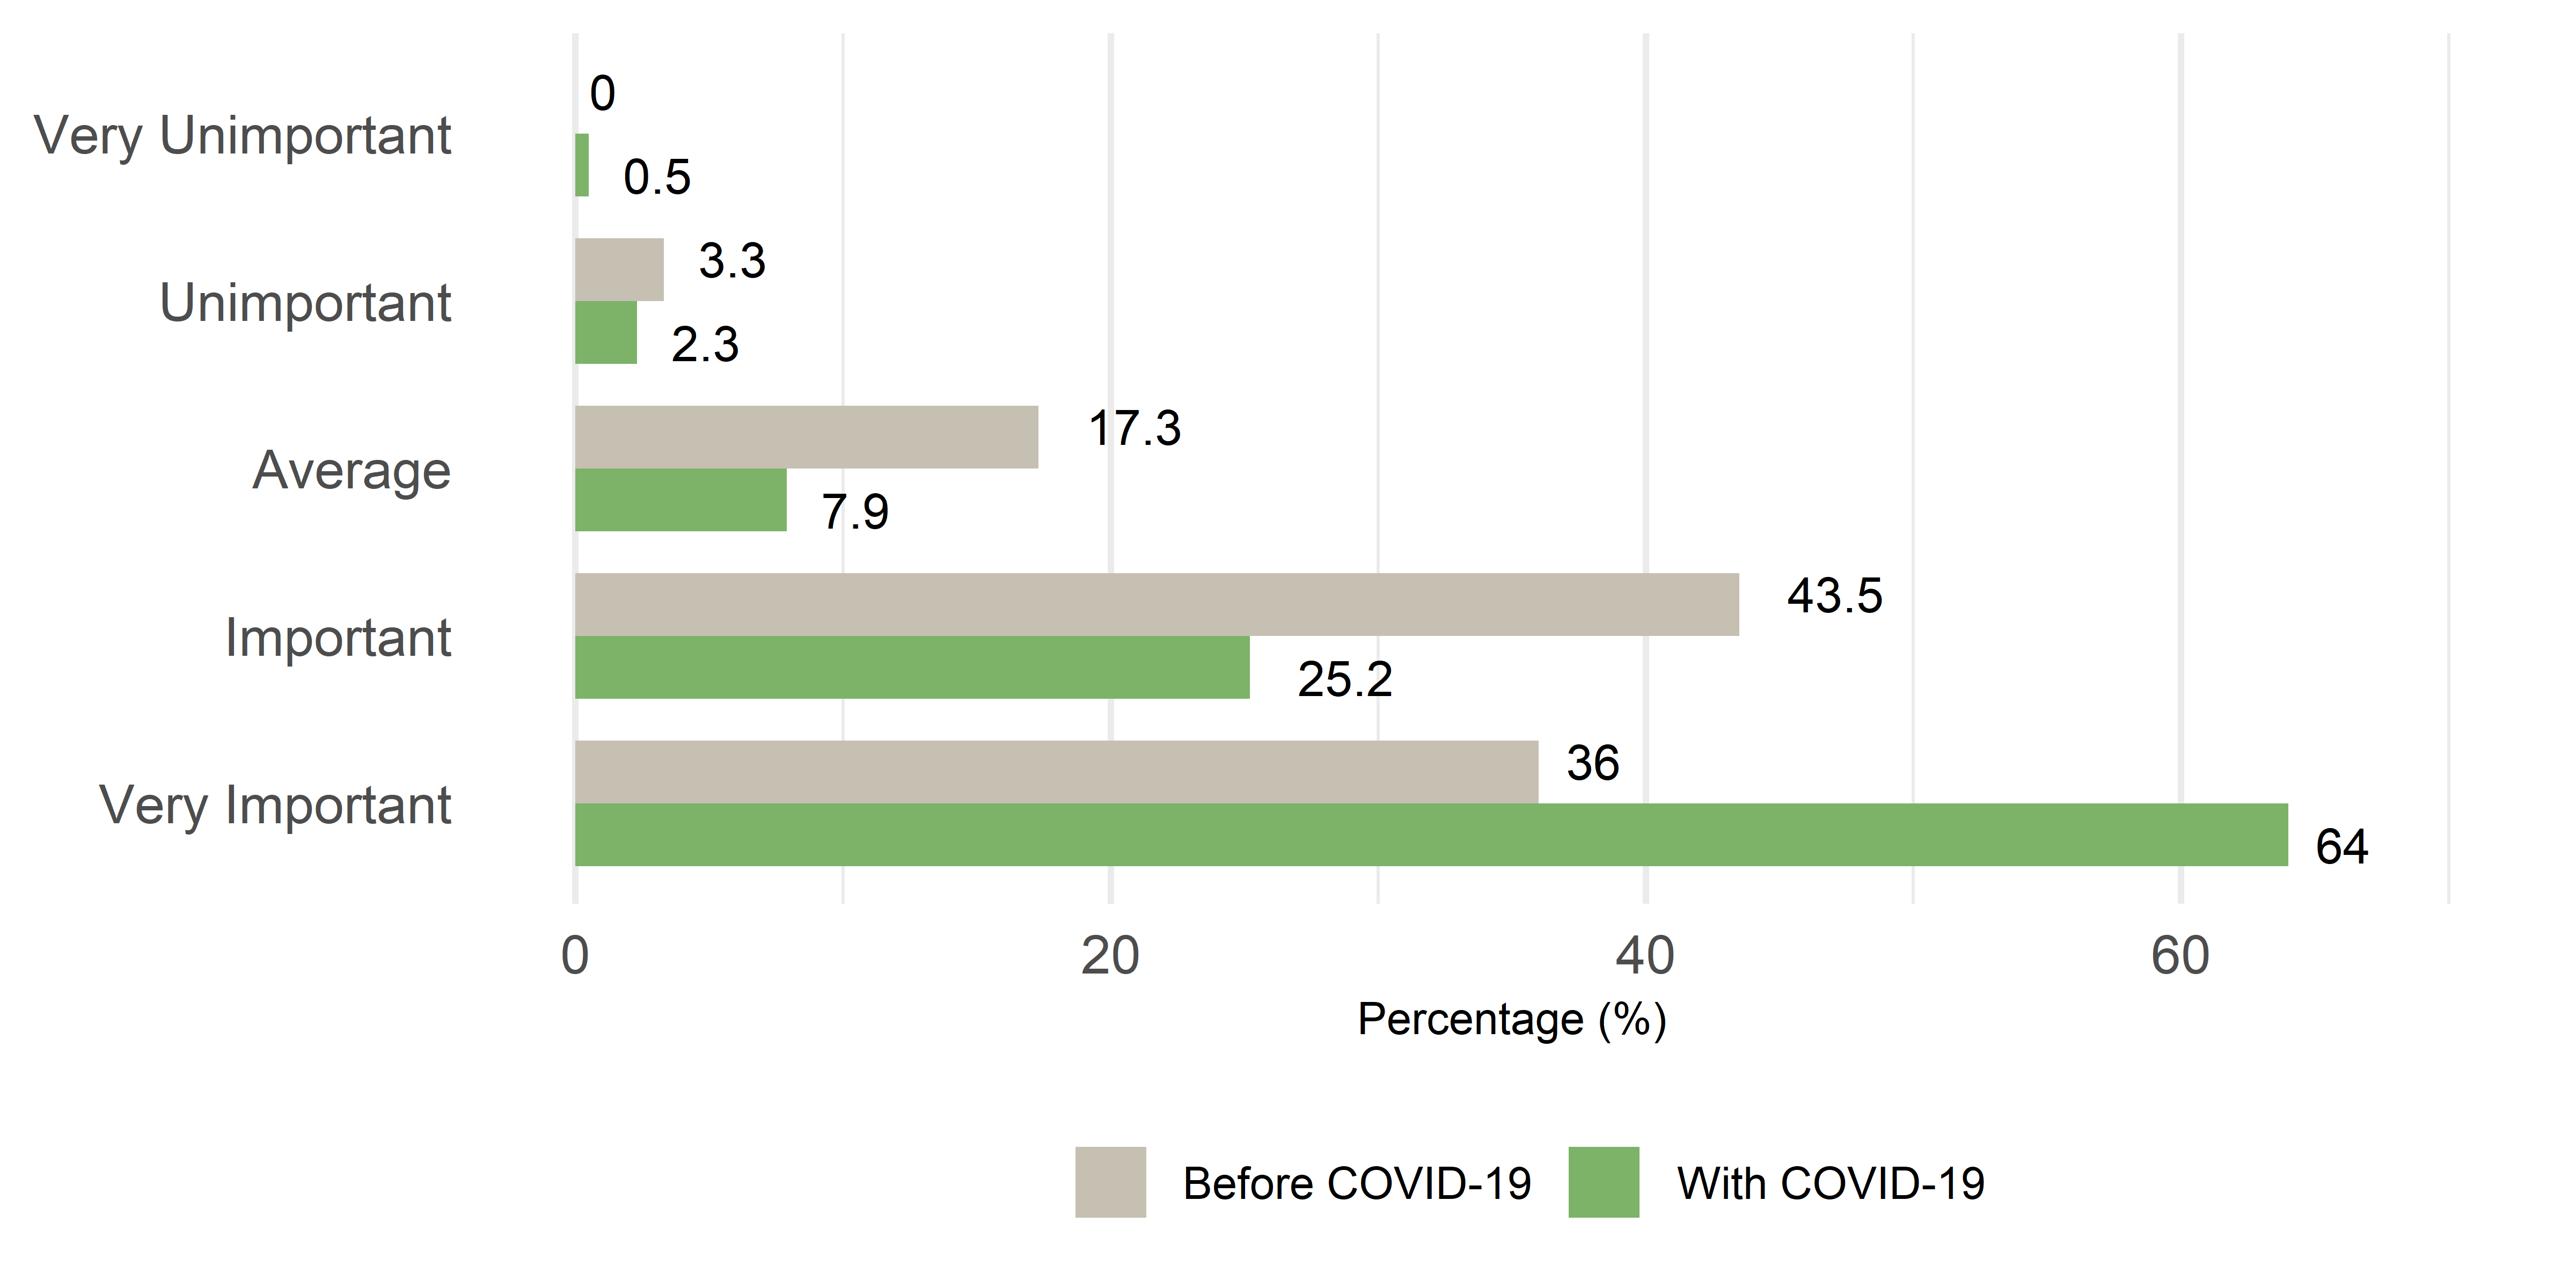 0
Very Unimportant
0.5
3.3
Unimportant
2.3
17.3
Average
7.9
43.5
Important
25.2
36
Very Important
64
0 20 40 60
Percentage (%)
Before COVID-19 With COVID-19